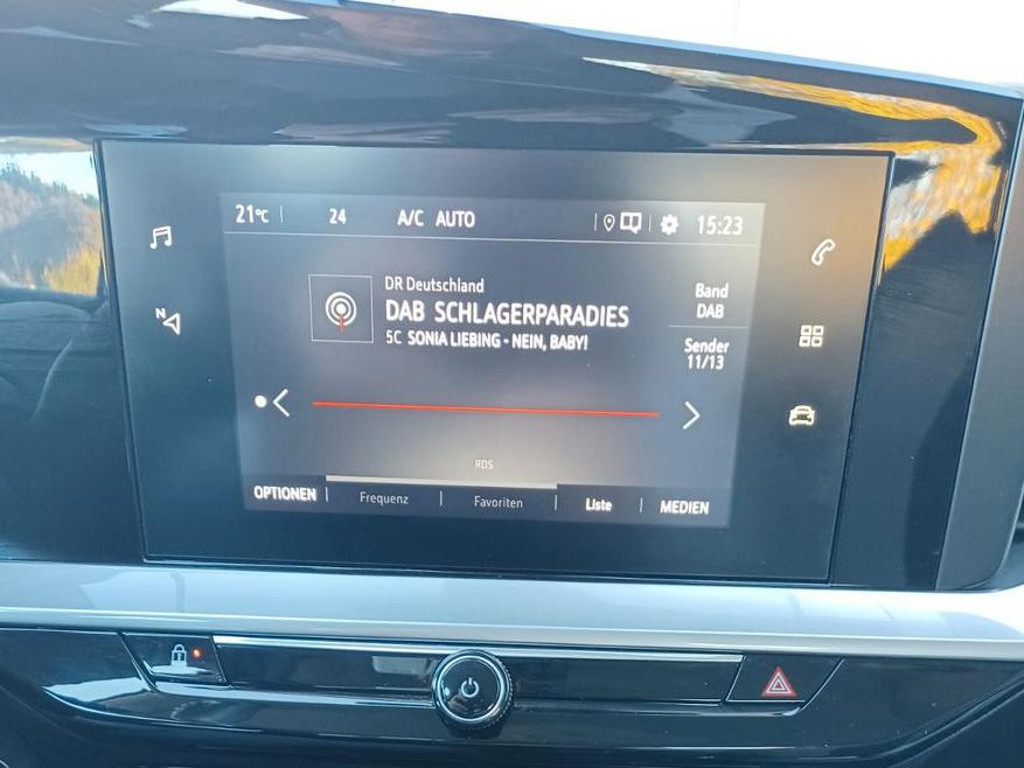 21°C 24 A/C AUTO 15:23
N
DR Deutschland
DAB SCHLAGERPARADIES
5C SONIA LIEBING - NEIN, BABY!
Band
DAB
Sender
11/13
RDS
OPTIONEN Frequenz Favoriten Liste MEDIEN